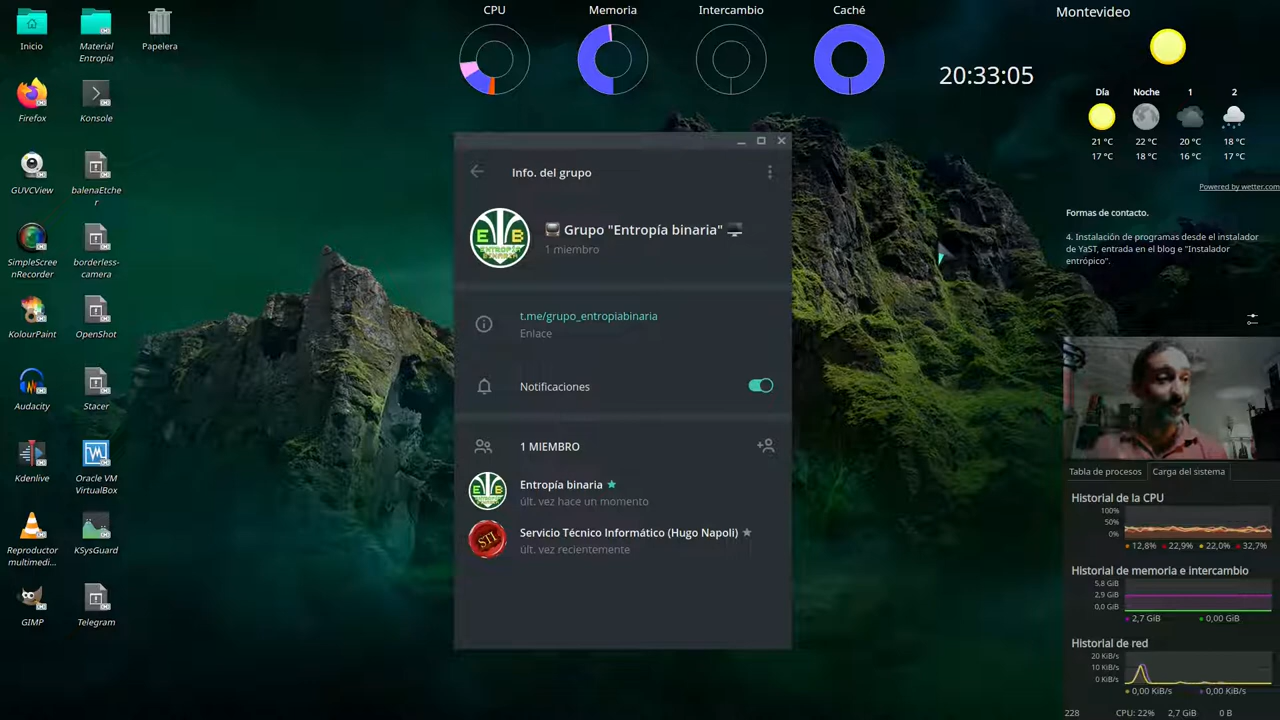 Inicio
Material
Entropía
Papelera
Firefox
Konsole
GUVCView
balenaEtche
r
SimpleScree
nRecorder
borderless-
camera
KolourPaint
OpenShot
Audacity
Stacer
Kdenlive
Oracle VM
VirtualBox
Reproductor
multimedi...
KSysGuard
GIMP
Telegram
CPU
Memoria
Intercambio
Caché
20:33:05
Info. del grupo
Grupo "Entropía binaria"
1 miembro
t.me/grupo_entropiabinaria
Enlace
Notificaciones
1 MIEMBRO
Entropía binaria
últ. vez hace un momento
Servicio Técnico Informático (Hugo Napoli)
últ. vez recientemente
Montevideo
Día Noche 1 2
21 °C 22 °C 20 °C 18 °C
17 °C 18 °C 16 °C 17 °C
Powered by wetter.com
Formas de contacto.
4. Instalación de programas desde el instalador
de YaST, entrada en el blog e "Instalador
entrópico".
Tabla de procesos Carga del sistema
Historial de la CPU
100%
50%
0%
12,8% 22,9% 22,0% 32,7%
Historial de memoria e intercambio
5,8 GiB
2,9 GiB
0,0 GiB
2,7 GiB 0,00 GiB
Historial de red
20 KiB/s
10 KiB/s
0 KiB/s
0,00 KiB/s 0,00 KiB/s
228 CPU: 22% 2,7 GiB 0 B